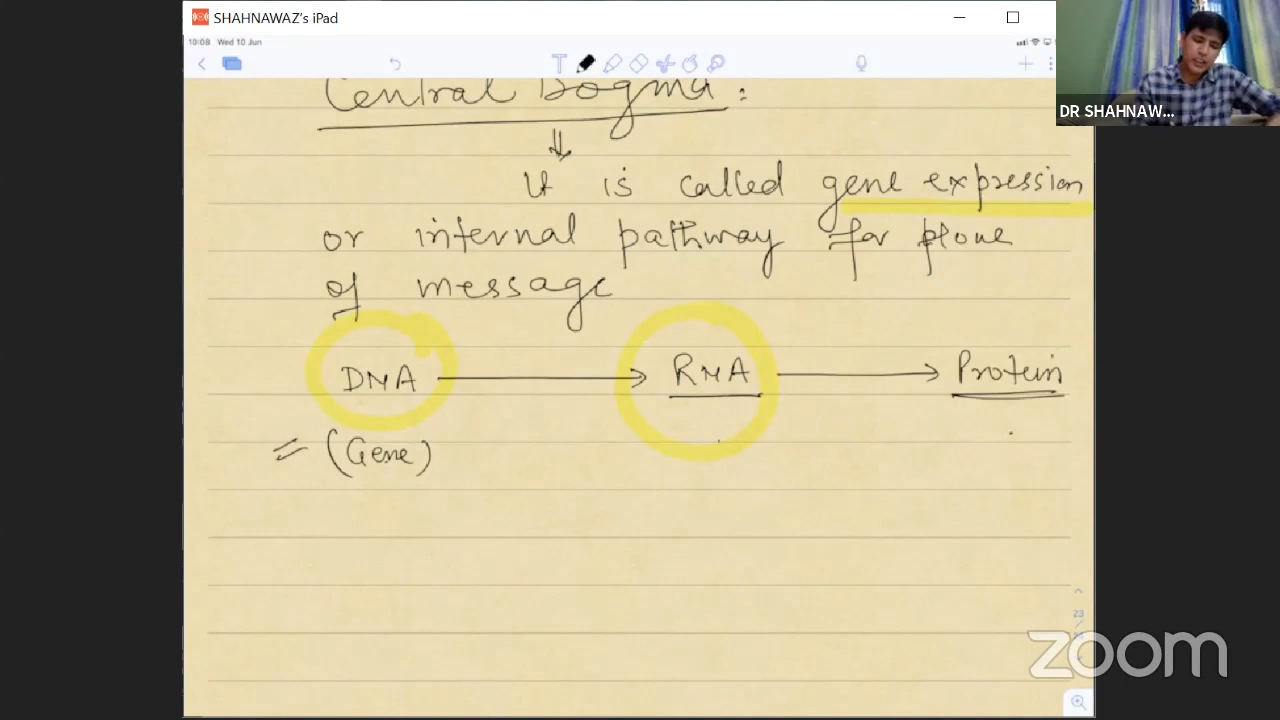 SHAHNAWAZ's iPad
10:08 Wed 10 Jun
DR SHAHNAW...
Central Dogma :
It is called gene expression
or internal pathway for
of message
DNA → RNA → Protein
= (Gene)
23
zoom